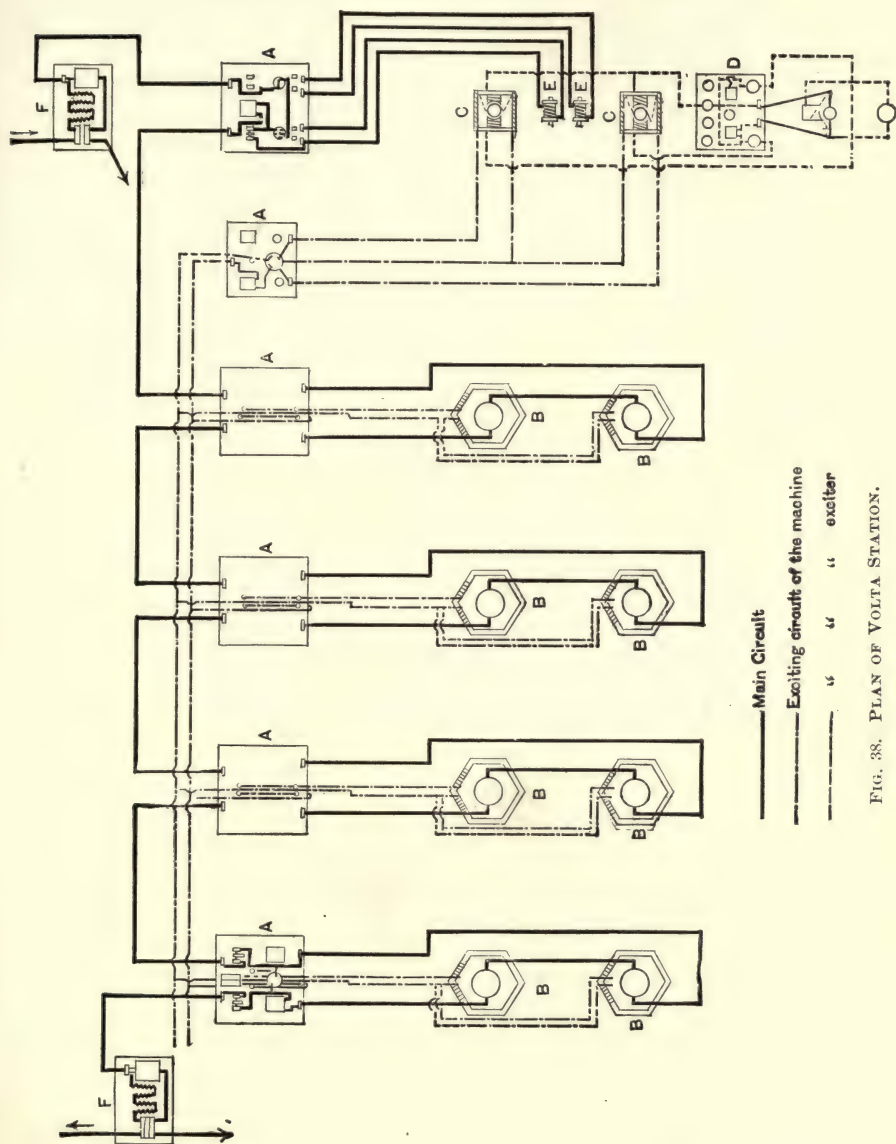 F
F
A
A
A
A
A
A
B
B
B
B
B
B
B
B
C
E
E
C
D
Main Circuit
Exciting circuit of the machine
" " " exciter
FIG. 38. PLAN OF VOLTA STATION.